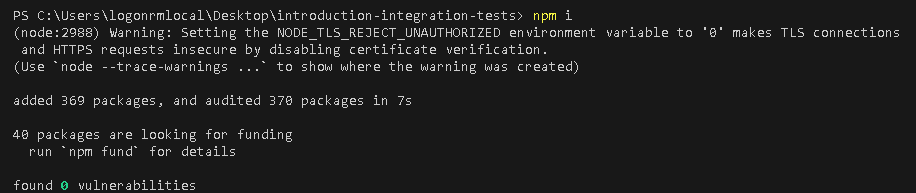 PS C:\Users\logonrmlocal\Desktop\introduction-integration-tests> npm i
(node:2988) Warning: Setting the NODE_TLS_REJECT_UNAUTHORIZED environment variable to '0' makes TLS connections
 and HTTPS requests insecure by disabling certificate verification.
(Use `node --trace-warnings ...` to show where the warning was created)
added 369 packages, and audited 370 packages in 7s
40 packages are looking for funding
  run `npm fund` for details
found 0 vulnerabilities